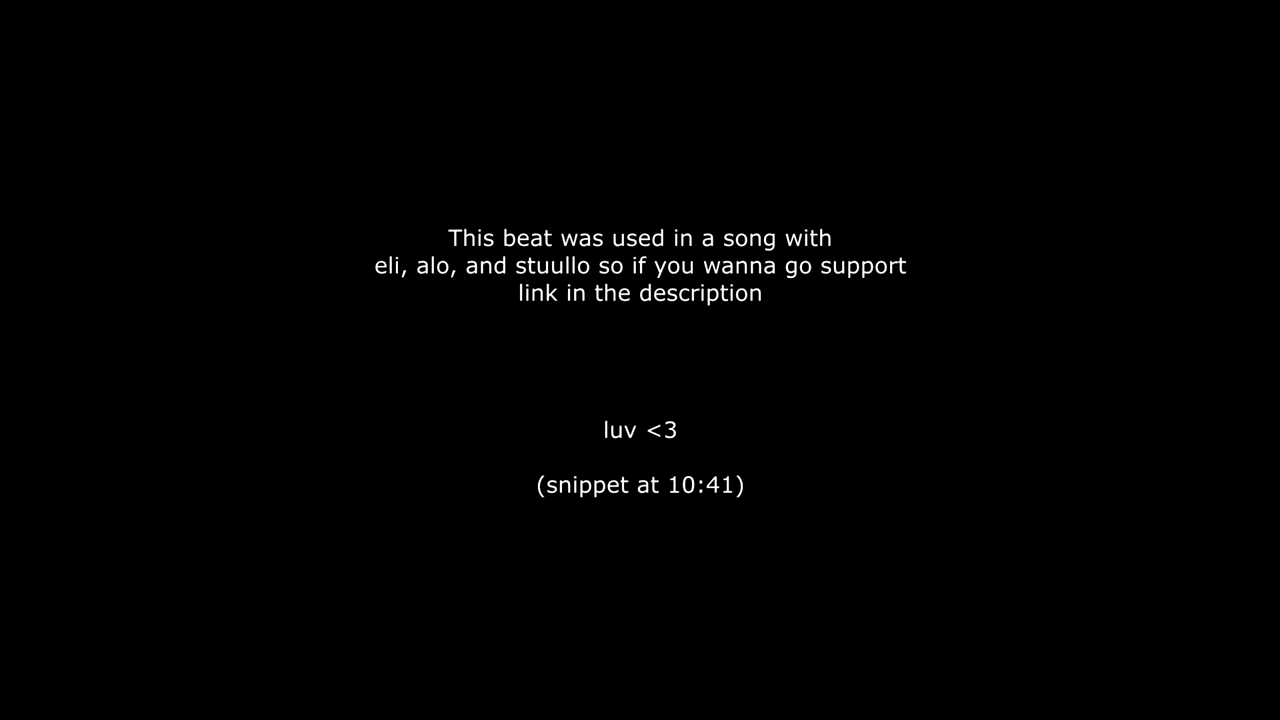 This beat was used in a song with
eli, alo, and stuullo so if you wanna go support
link in the description
luv <3
(snippet at 10:41)